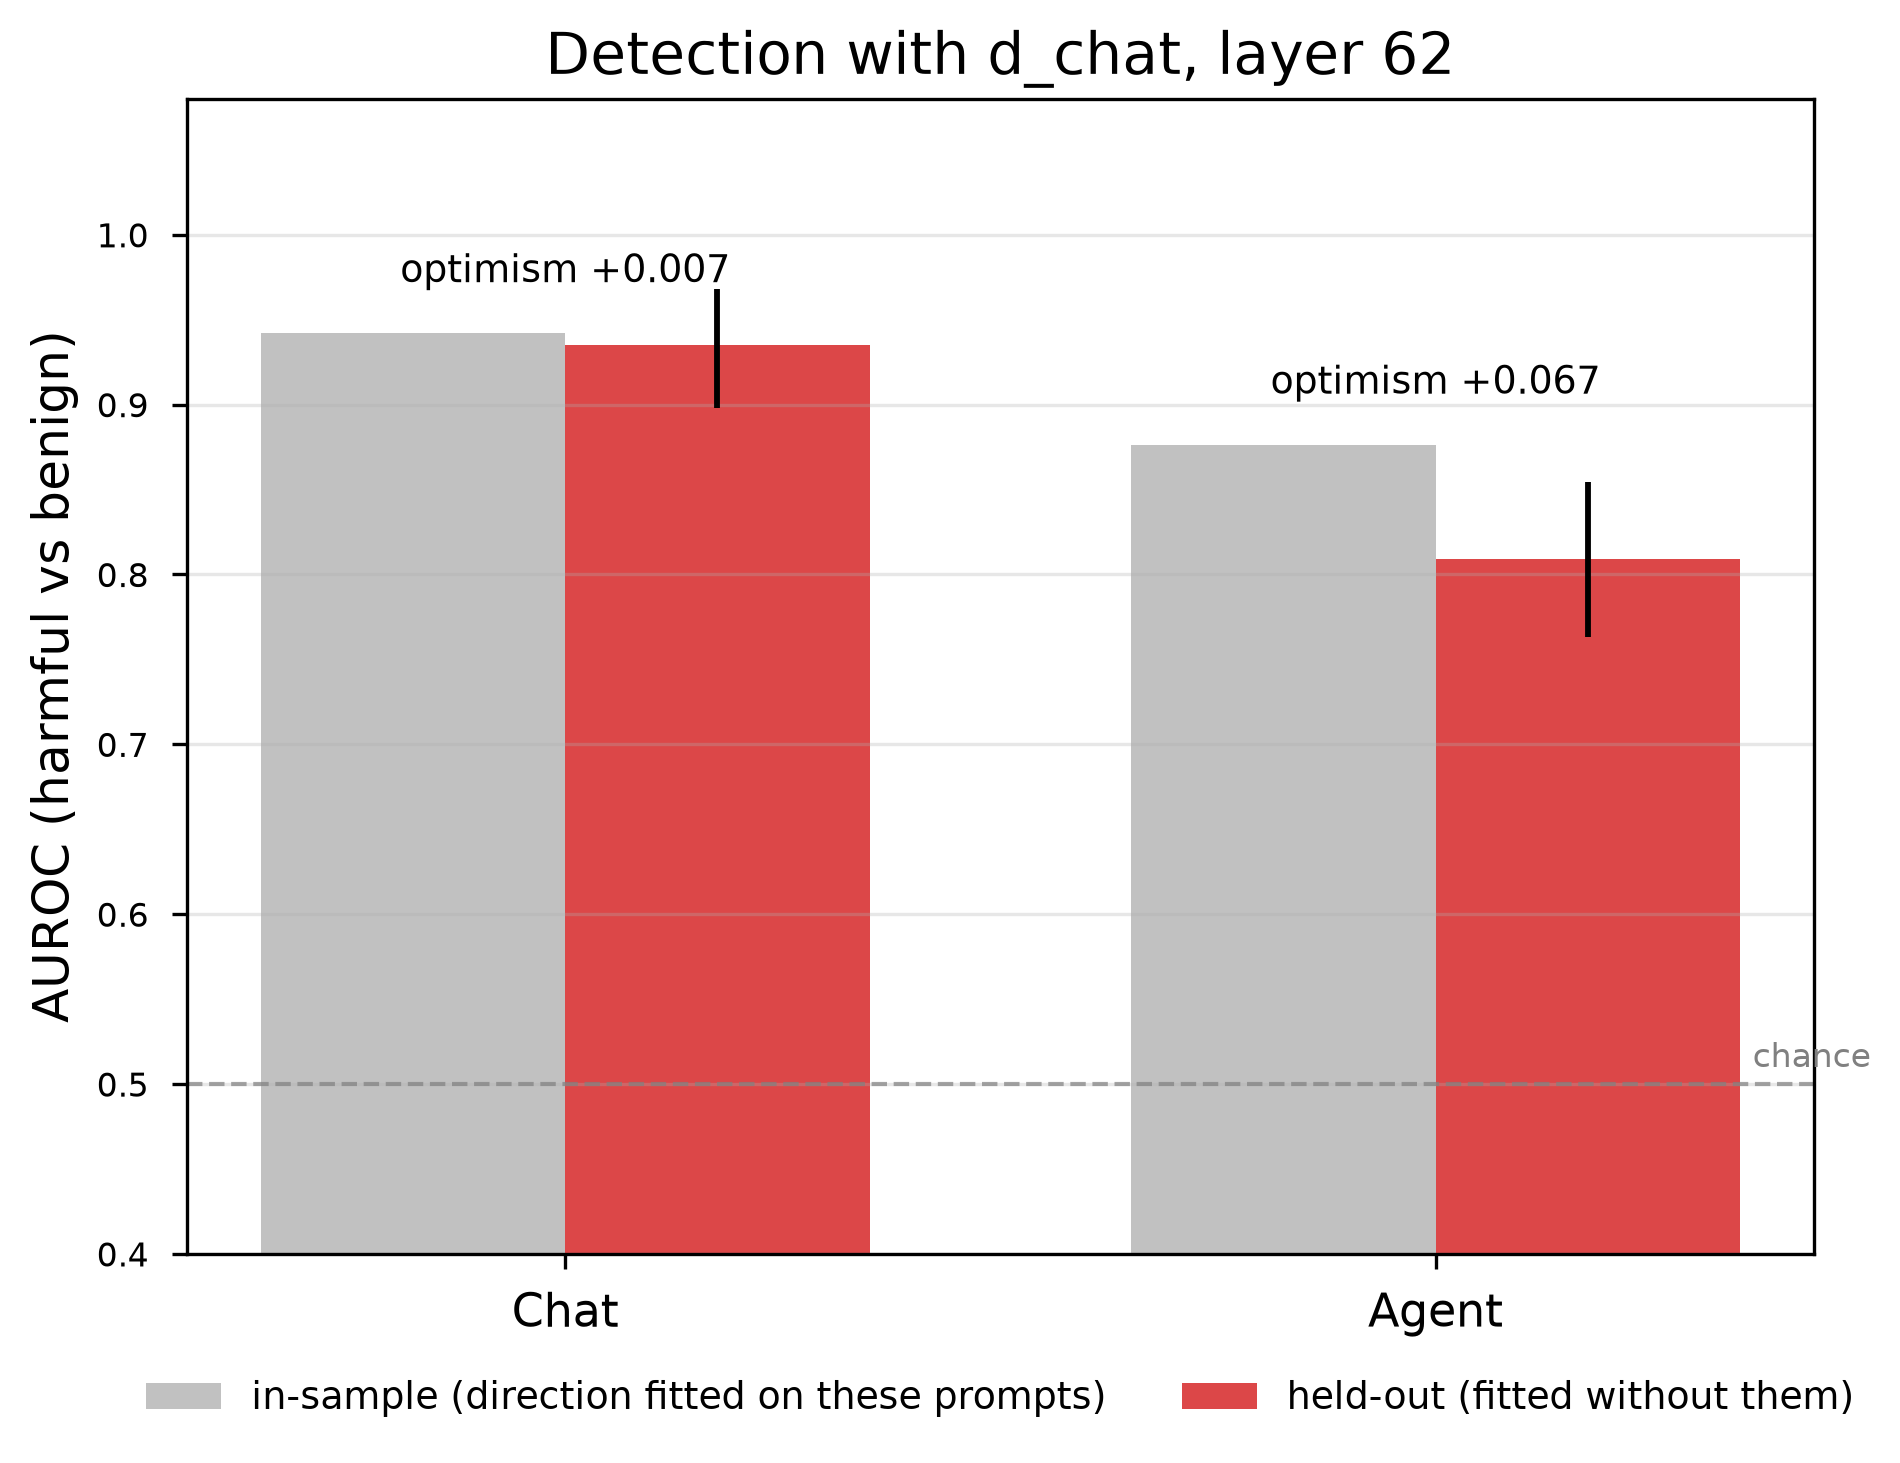 Detection with d_chat, layer 62
AUROC (harmful vs benign)
1.0
0.9
0.8
0.7
0.6
0.5
0.4
optimism +0.007
optimism +0.067
chance
Chat
Agent
in-sample (direction fitted on these prompts)
held-out (fitted without them)